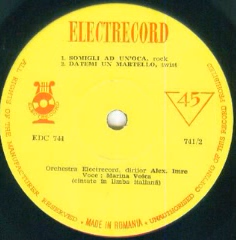 ELECTRECORD
1. SOMIGLI AD UN'OCA, rock
2. DATEMI UN MARTELLO, twist
45
EDC 741
741/2
Orchestra Electrecord, dirijor Alex. Imre
Voce: Marina Voica
(cîntate în limba italiană)
MADE IN ROMANIA